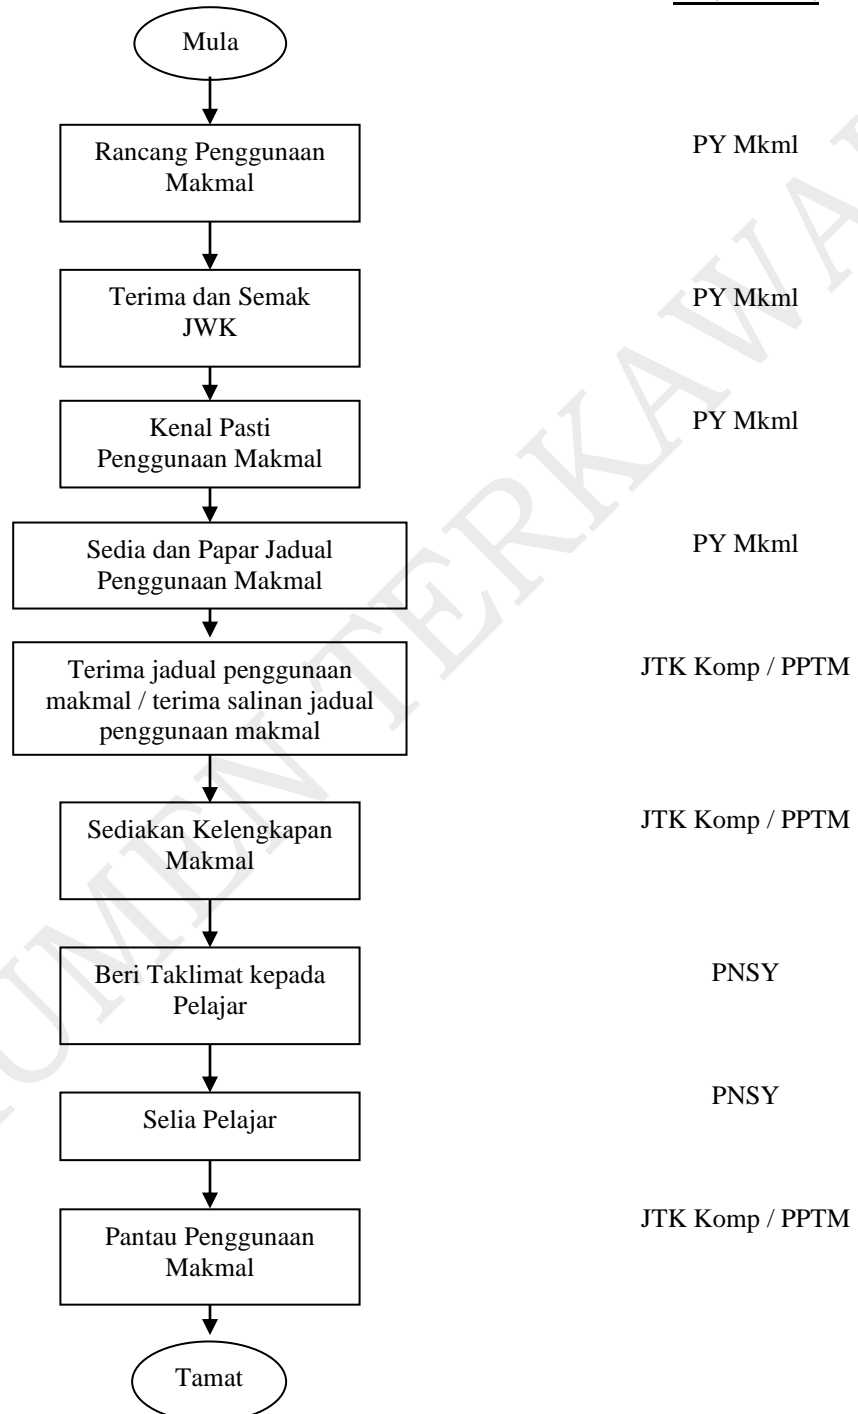 Mula
Rancang Penggunaan
Makmal
PY Mkml
Terima dan Semak
JWK
PY Mkml
Kenal Pasti
Penggunaan Makmal
PY Mkml
Sedia dan Papar Jadual
Penggunaan Makmal
PY Mkml
Terima jadual penggunaan
makmal / terima salinan jadual
penggunaan makmal
JTK Komp / PPTM
Sediakan Kelengkapan
Makmal
JTK Komp / PPTM
Beri Taklimat kepada
Pelajar
PNSY
Selia Pelajar
PNSY
Pantau Penggunaan
Makmal
JTK Komp / PPTM
Tamat
UMEN TERKAWA